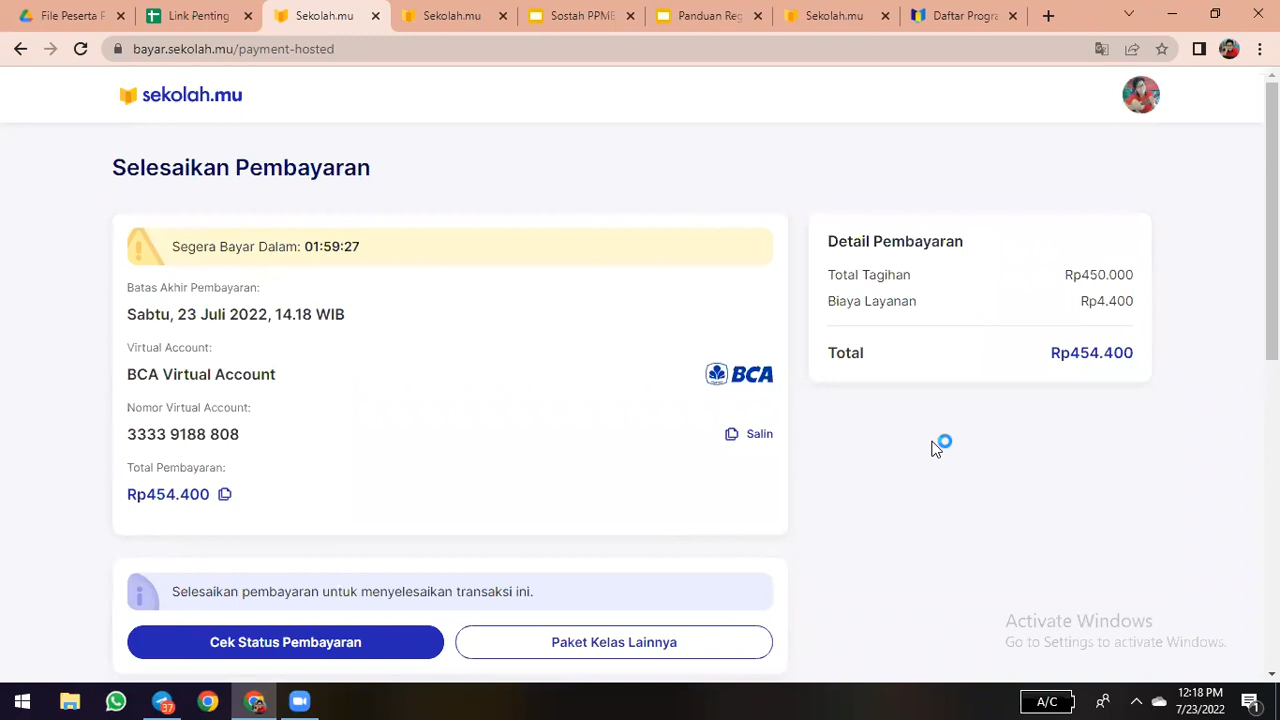 File Peserta P
Link Penting
Sekolah.mu
Sekolah.mu
Sostah PPMB
Panduan Reg
Sekolah.mu
Daftar Progra
bayar.sekolah.mu/payment-hosted
sekolah.mu
Selesaikan Pembayaran
Segera Bayar Dalam: 01:59:27
Batas Akhir Pembayaran:
Sabtu, 23 Juli 2022, 14.18 WIB
Virtual Account:
BCA Virtual Account
BCA
Nomor Virtual Account:
3333 9188 808
Salin
Total Pembayaran:
Rp454.400
Detail Pembayaran
Total Tagihan Rp450.000
Biaya Layanan Rp4.400
Total Rp454.400
Selesaikan pembayaran untuk menyelesaikan transaksi ini.
Cek Status Pembayaran
Paket Kelas Lainnya
Activate Windows
Go to Settings to activate Windows.
37
A/C
12:18 PM
7/23/2022
1